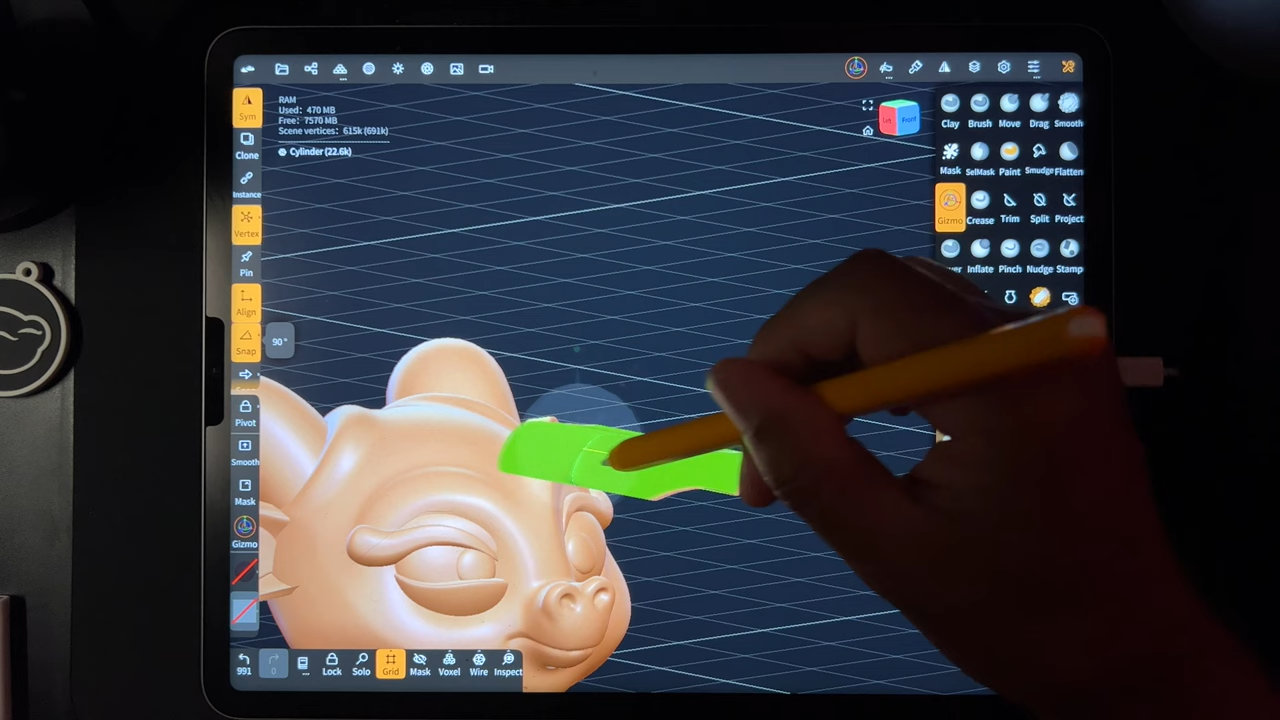 RAM
Used: 470 MB
Free: 7570 MB
Scene vertices: 615k (691k)
Cylinder (22.6k)
Left Front
Sym
Clone
Instance
Vertex
Pin
Align
Snap
90°
Pivot
Smooth
Mask
Gizmo
Clay Brush Move Drag Smooth
Mask SelMask Paint Smudge Flatten
Gizmo Crease Trim Split Project
Inflate Pinch Nudge Stamp
991 0 Lock Solo Grid Mask Voxel Wire Inspect